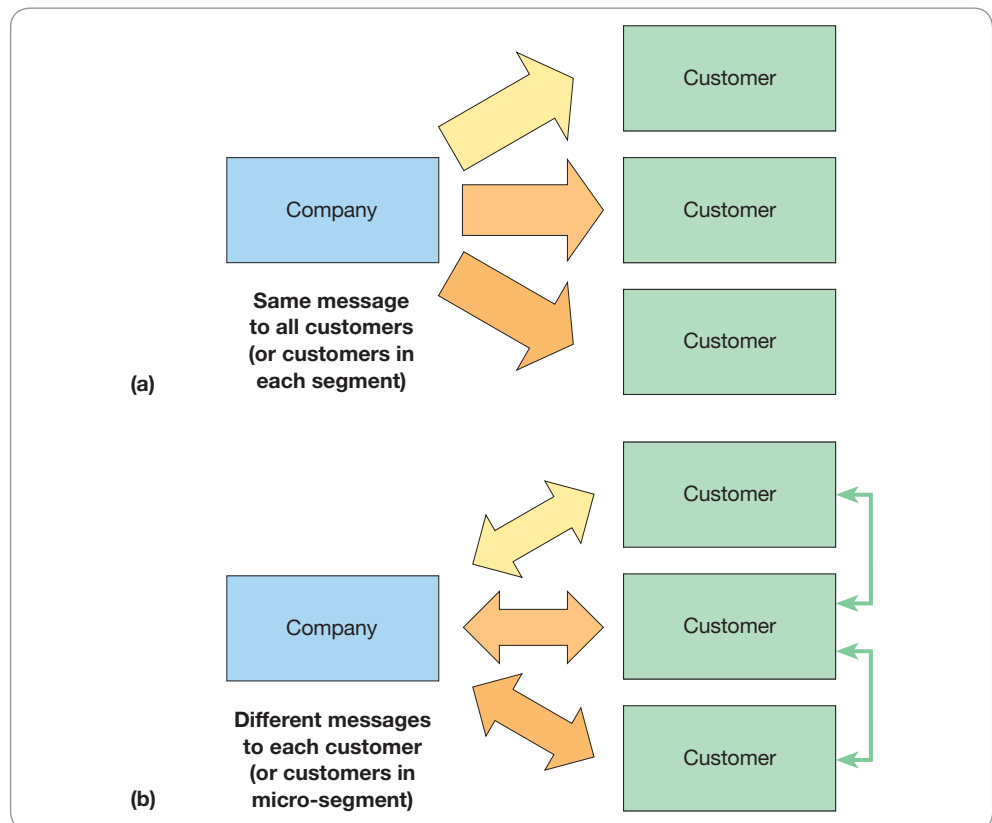 Customer
Company
Customer
Same message
to all customers
(or customers in
each segment)
Customer
(a)
Customer
Company
Customer
Different messages
to each customer
(or customers in
micro-segment)
Customer
(b)